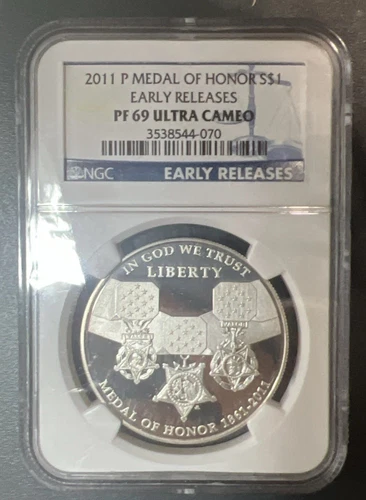 2011 P MEDAL OF HONOR S$1
EARLY RELEASES
PF 69 ULTRA CAMEO
3538544-070
NGC
EARLY RELEASES
IN GOD WE TRUST
LIBERTY
MEDAL OF HONOR 1861-2011